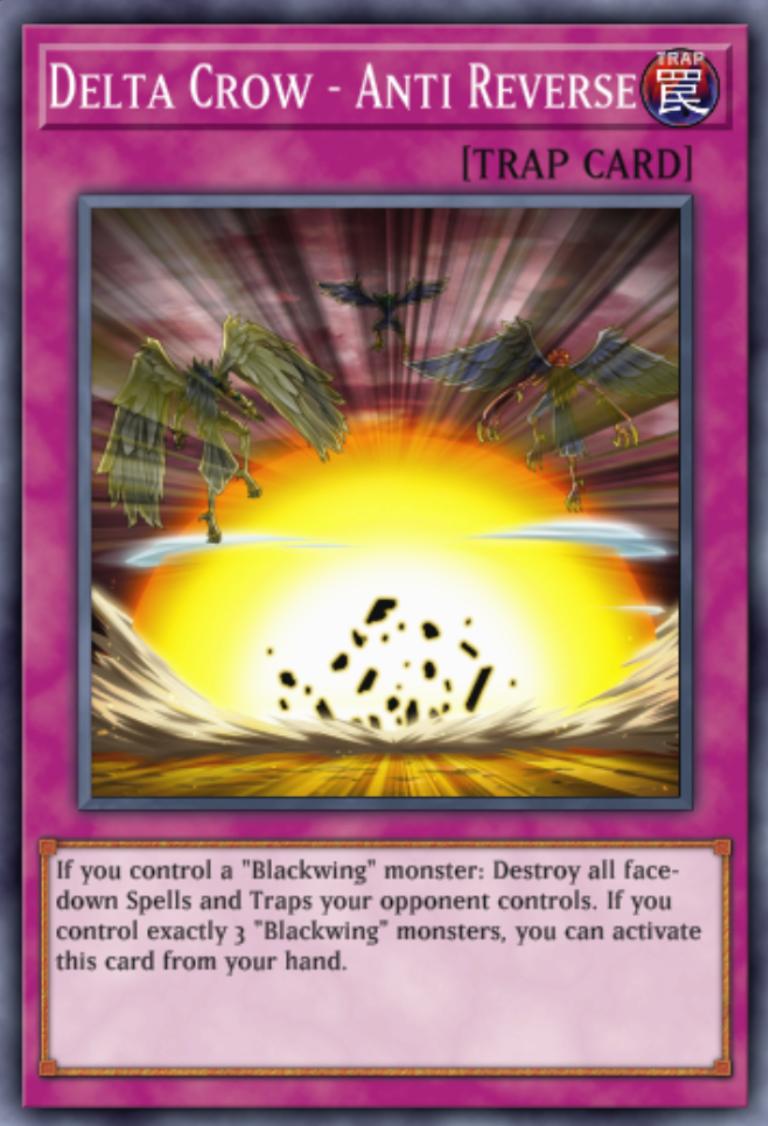 DELTA CROW - ANTI REVERSE
TRAP
罠
[TRAP CARD]
If you control a "Blackwing" monster: Destroy all face-
down Spells and Traps your opponent controls. If you
control exactly 3 "Blackwing" monsters, you can activate
this card from your hand.